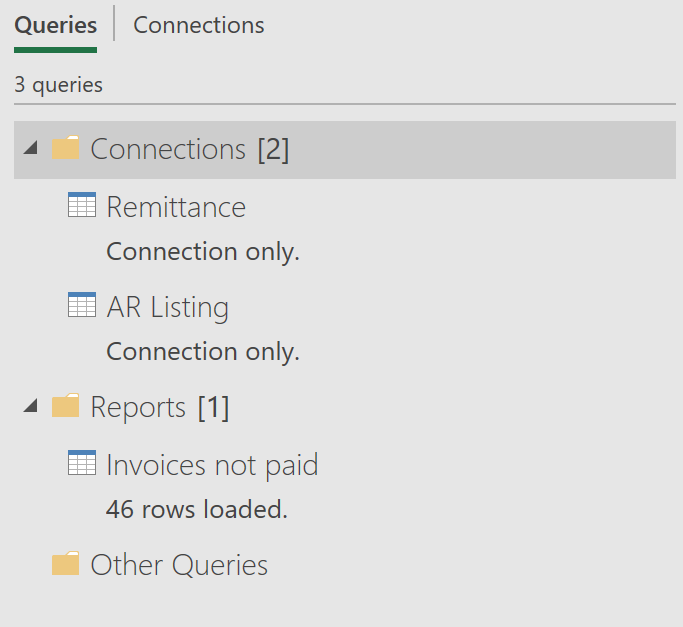 Queries Connections
3 queries
Connections [2]
Remittance
Connection only.
AR Listing
Connection only.
Reports [1]
Invoices not paid
46 rows loaded.
Other Queries